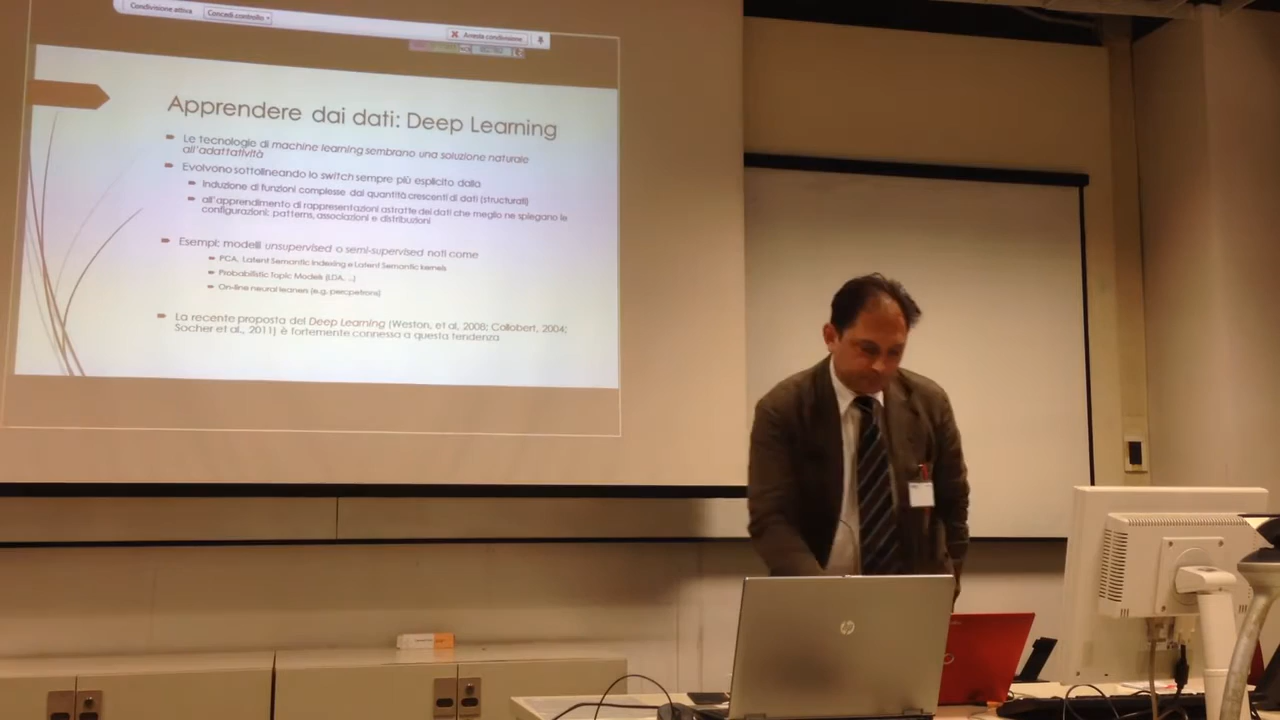 Condivisione attiva Concedi controllo
Arresta condivisione
Apprendere dai dati: Deep Learning
Le tecnologie di machine learning sembrano una soluzione naturale
all'adattatività
Evolvono sottolineando lo switch sempre più esplicito dalla
Induzione di funzioni complesse dai quantità crescenti di dati (strutturati)
all'apprendimento di rappresentazioni astratte dei dati che meglio ne spiegano le
configurazioni: patterns, associazioni e distribuzioni
Esempi: modelli unsupervised o semi-supervised noti come
PCA, Latent Semantic Indexing e Latent Semantic kernels
Probabilistic Topic Models (LDA, ...)
On-line neural learners (e.g. percpetrons)
La recente proposta del Deep Learning (Weston, et al, 2008; Collobert, 2004;
Socher et al., 2011) è fortemente connessa a questa tendenza
hp